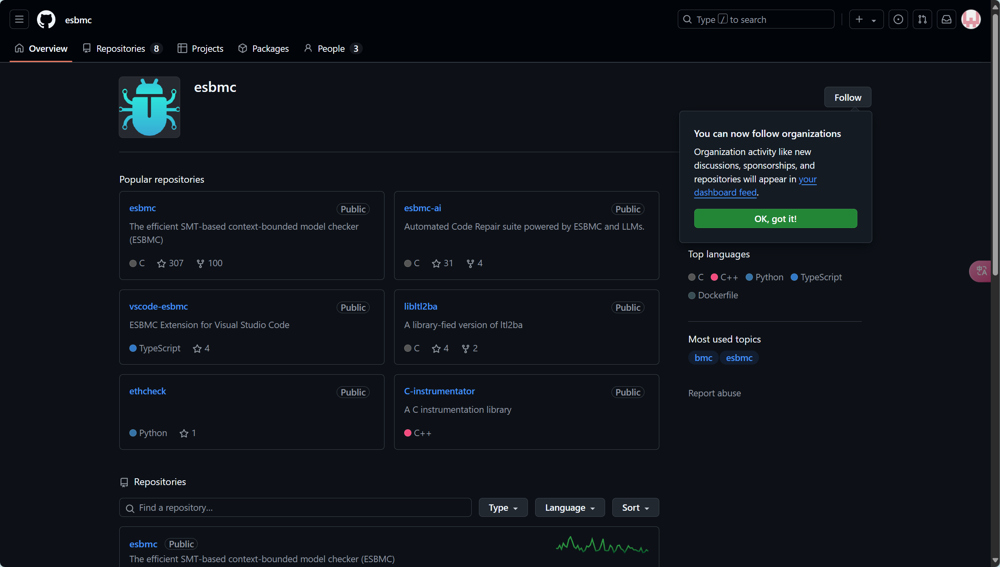 esbmc
Type / to search
Overview
Repositories 8
Projects
Packages
People 3
esbmc
Follow
You can now follow organizations
Organization activity like new
discussions, sponsorships, and
repositories will appear in your
dashboard feed.
OK, got it!
Popular repositories
esbmc
Public
The efficient SMT-based context-bounded model checker
(ESBMC)
C
307
100
esbmc-ai
Public
Automated Code Repair suite powered by ESBMC and LLMs.
C
31
4
vscode-esbmc
Public
ESBMC Extension for Visual Studio Code
TypeScript
4
libltl2ba
Public
A library-fied version of ltl2ba
C
4
2
ethcheck
Public
Python
1
C-instrumentator
Public
A C instrumentation library
C++
Top languages
C
C++
Python
TypeScript
Dockerfile
Most used topics
bmc
esbmc
Report abuse
Repositories
Find a repository...
Type
Language
Sort
esbmc
Public
The efficient SMT-based context-bounded model checker (ESBMC)